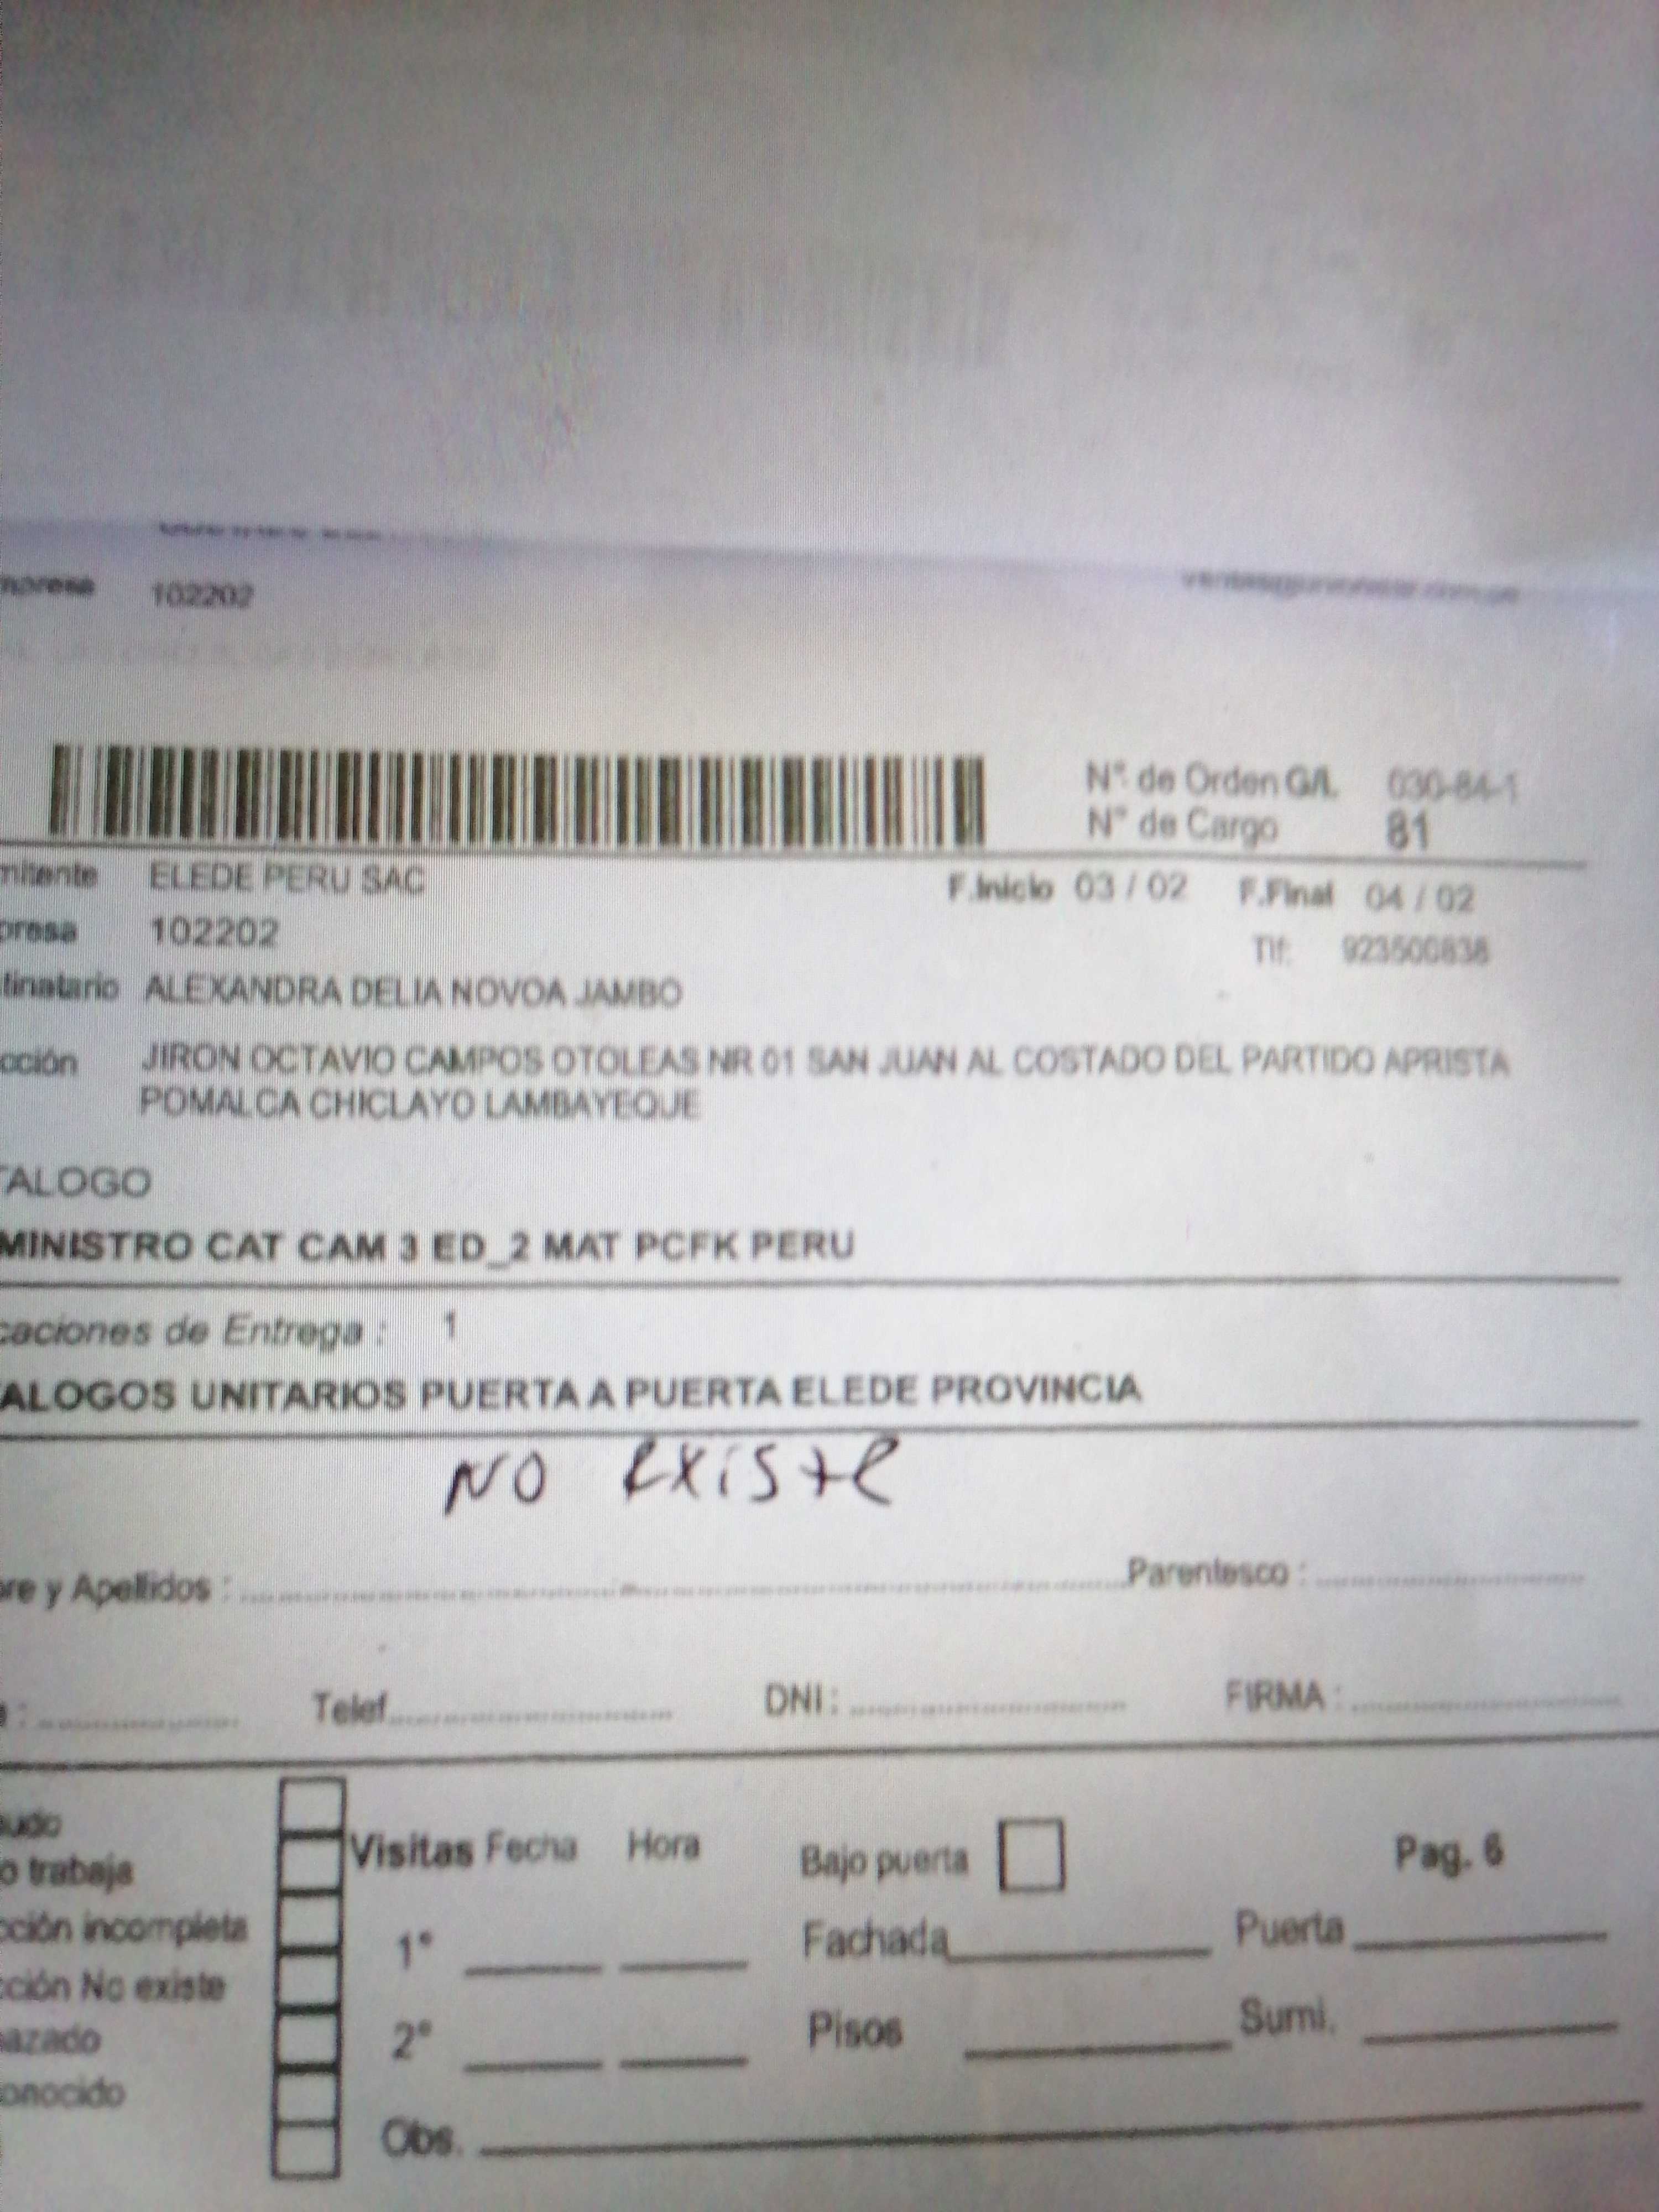 102202
Nº de Orden G/L. 030-84-1
N° de Cargo 81
ELEDE PERU SAC F.Inicio 03 / 02 F.Final 04 / 02
102202 Tlf:
ALEXANDRA DELIA NOVOA JAMBO
JIRON OCTAVIO CAMPOS OTOLEAS NR 01 SAN JUAN AL COSTADO DEL PARTIDO APRISTA
POMALCA CHICLAYO LAMBAYEQUE
TALOGO
MINISTRO CAT CAM 3 ED_2 MAT PCFK PERU
caciones de Entrega : 1
ALOGOS UNITARIOS PUERTA A PUERTA ELEDE PROVINCIA
NO existe
re y Apellidos : Parentesco :
Telef. DNI : FIRMA :
Visitas Fecha Hora Bajo puerta Pag. 6
o trabaja
cción incompleta 1° Fachada Puerta
cción No existe
azado 2° Pisos Sumi.
onocido
Obs.